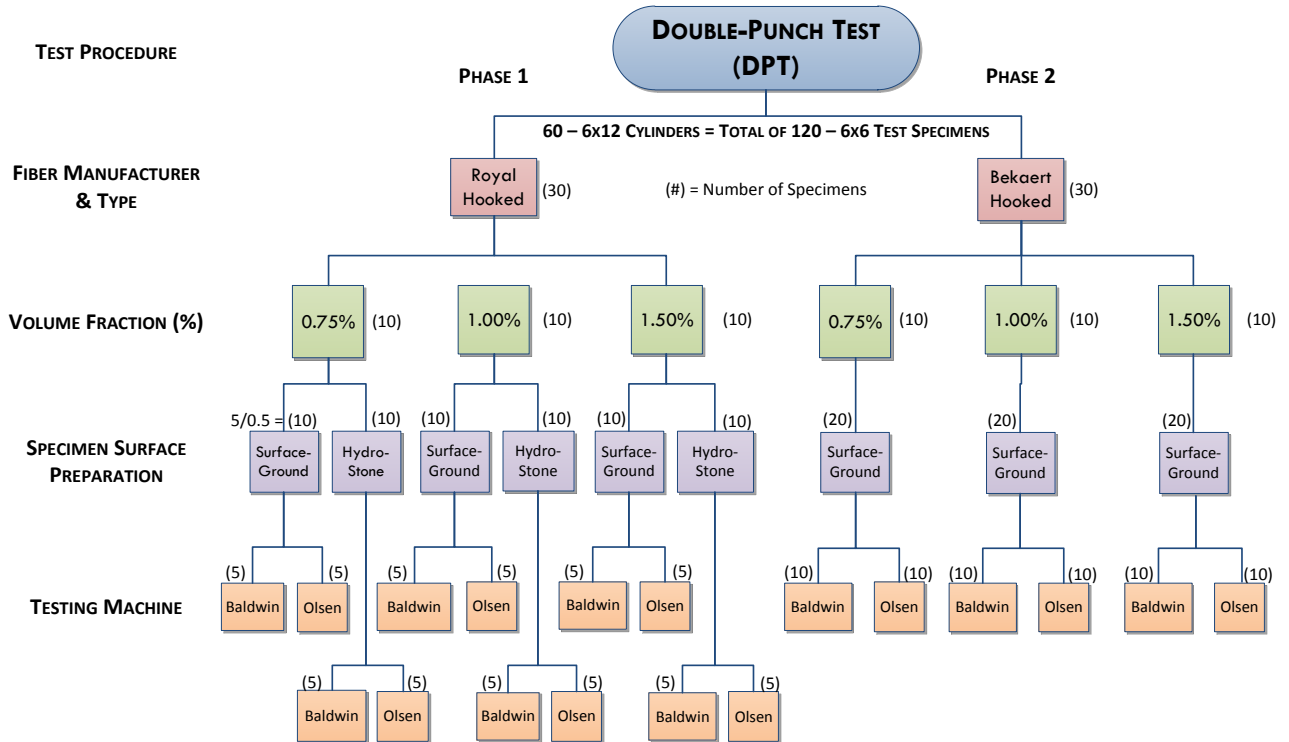 TEST PROCEDURE
DOUBLE-PUNCH TEST
(DPT)
PHASE 1
PHASE 2
60 – 6X12 CYLINDERS = TOTAL OF 120 – 6X6 TEST SPECIMENS
FIBER MANUFACTURER
& TYPE
Royal
Hooked
(30)
(#) = Number of Specimens
Bekaert
Hooked
(30)
VOLUME FRACTION (%)
0.75%
(10)
1.00%
(10)
1.50%
(10)
0.75%
(10)
1.00%
(10)
1.50%
(10)
SPECIMEN SURFACE
PREPARATION
5/0.5 = (10)
Surface-
Ground
(10)
Hydro-
Stone
(10)
Surface-
Ground
(10)
Hydro-
Stone
(10)
Surface-
Ground
(10)
Hydro-
Stone
(20)
Surface-
Ground
(20)
Surface-
Ground
(20)
Surface-
Ground
TESTING MACHINE
(5)
Baldwin
(5)
Olsen
(5)
Baldwin
(5)
Olsen
(5)
Baldwin
(5)
Olsen
(10)
Baldwin
(10)
Olsen
(10)
Baldwin
(10)
Olsen
(10)
Baldwin
(10)
Olsen
(5)
Baldwin
(5)
Olsen
(5)
Baldwin
(5)
Olsen
(5)
Baldwin
(5)
Olsen